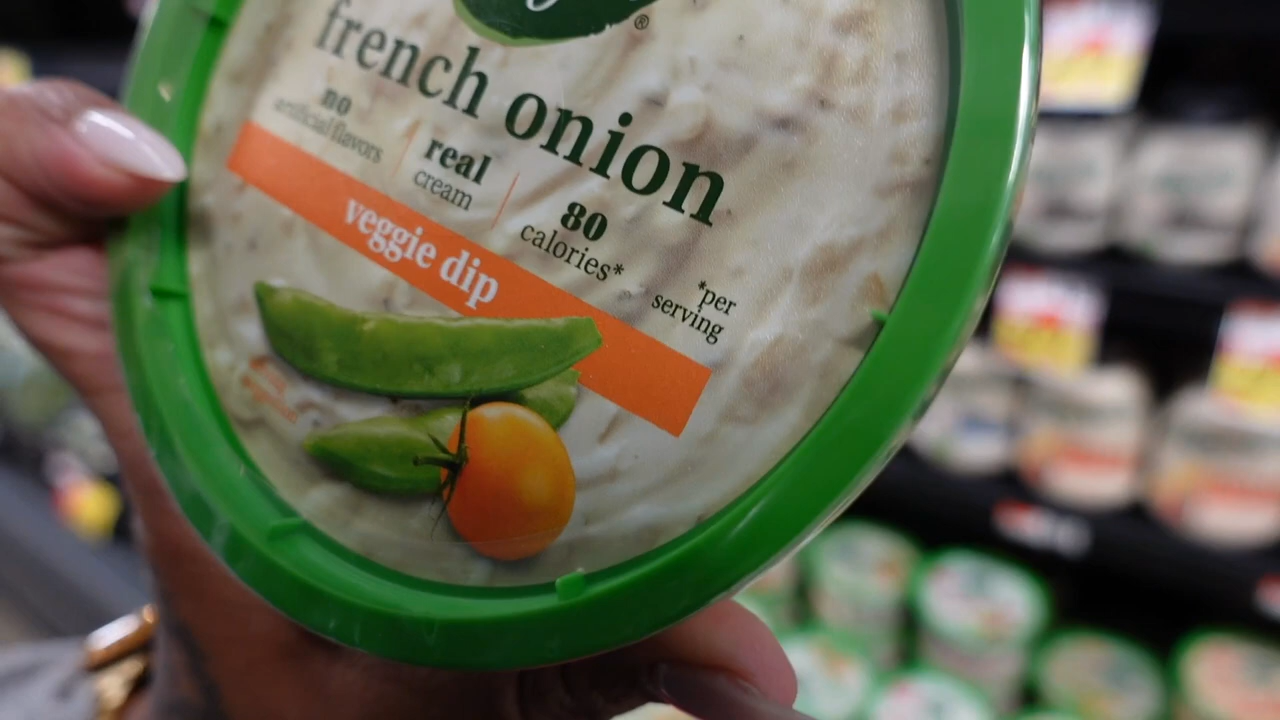 ®
french onion
no
artificial flavors
real
cream
80
calories*
*per
serving
veggie dip